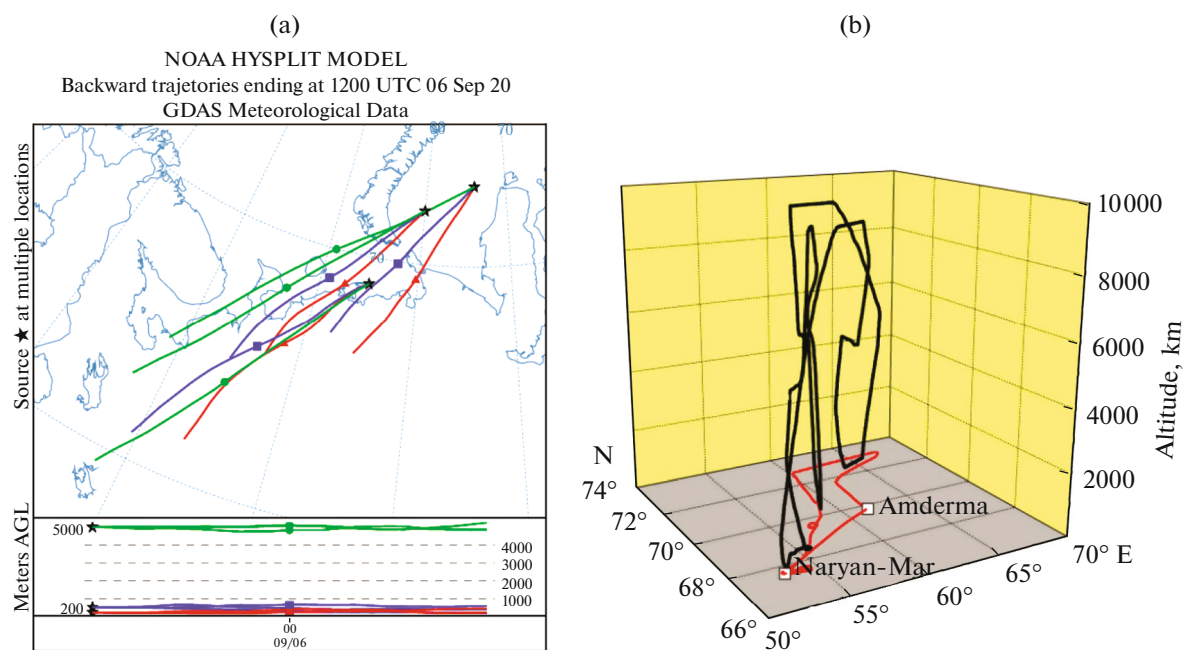 (a)
NOAA HYSPLIT MODEL
Backward trajetories ending at 1200 UTC 06 Sep 20
GDAS Meteorological Data
Source ★ at multiple locations
80
70
70
Meters AGL
5000
4000
3000
2000
1000
200
00
09/06
(b)
10000
8000
6000
4000
2000
Altitude, km
N
74°
72°
70°
68°
66°
50°
55°
60°
65°
70° E
Amderma
Naryan-Mar